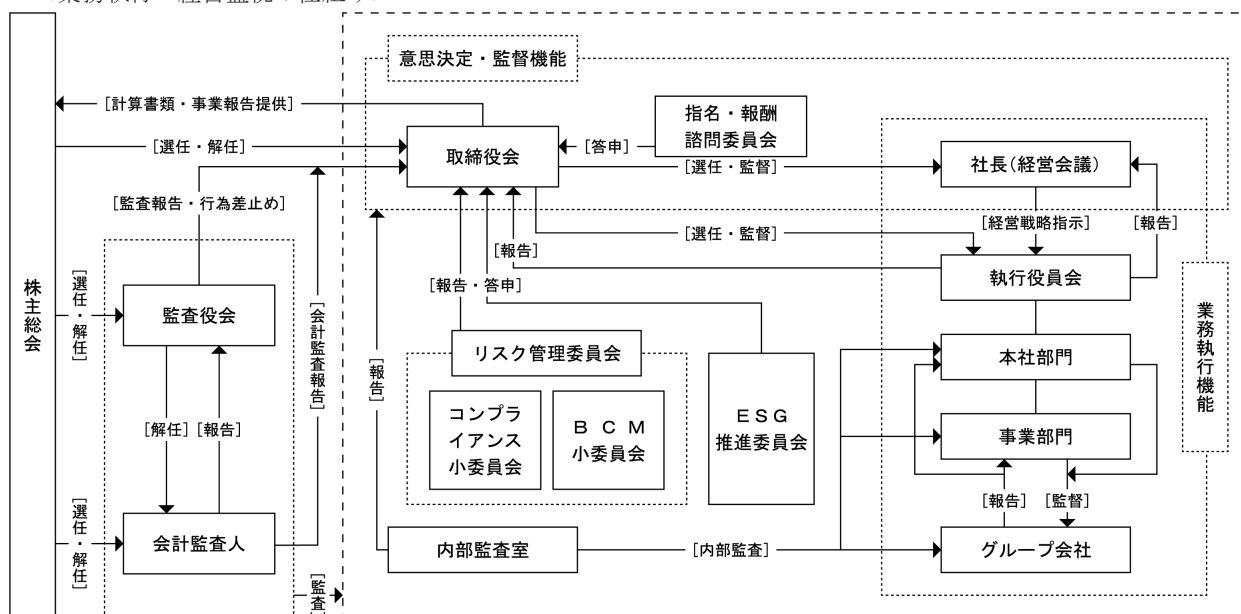 意思決定・監督機能
[計算書類・事業報告提供]
指名・報酬
諮問委員会
[選任・解任]
取締役会
[答申]
[選任・監督]
社長(経営会議)
[監査報告・行為差止め]
[経営戦略指示]
[報告]
[選任・監督]
[報告]
執行役員会
株主総会
[選任・解任]
監査役会
[会計監査報告]
[報告・答申]
業務執行機能
リスク管理委員会
[報告]
本社部門
コンプラ
イアンス
小委員会
BCM
小委員会
ESG
推進委員会
事業部門
[解任]
[報告]
[報告]
[監督]
[選任・解任]
会計監査人
内部監査室
[内部監査]
グループ会社
[監査]